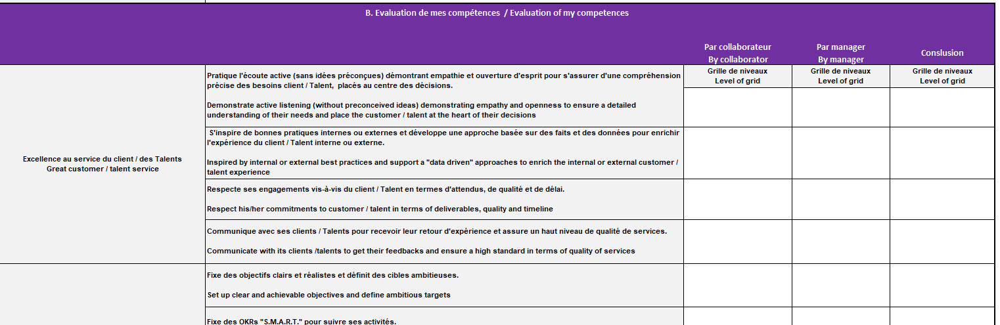 B. Evaluation de mes compétences / Evaluation of my competences
Par collaborateur
By collaborator
Par manager
By manager
Conslusion
Grille de niveaux
Level of grid
Grille de niveaux
Level of grid
Grille de niveaux
Level of grid
Excellence au service du client / des Talents
Great customer / talent service
Pratique l'écoute active (sans idées préconçues) démontrant empathie et ouverture d'esprit pour s'assurer d'une compréhension
précise des besoins client / Talent, placés au centre des décisions.
Demonstrate active listening (without preconceived ideas) demonstrating empathy and openness to ensure a detailed
understanding of their needs and place the customer / talent at the heart of their decisions
S'inspire de bonnes pratiques internes ou externes et développe une approche basée sur des faits et des données pour enrichir
l'expérience du client / Talent interne ou externe.
Inspired by internal or external best practices and support a "data driven" approaches to enrich the internal or external customer /
talent experience
Respecte ses engagements vis-à-vis du client / Talent en termes d'attendus, de qualité et de délai.
Respect his/her commitments to customer / talent in terms of deliverables, quality and timeline
Communique avec ses clients / Talents pour recevoir leur retour d'expérience et assure un haut niveau de qualité de services.
Communicate with its clients /talents to get their feedbacks and ensure a high standard in terms of quality of services
Fixe des objectifs clairs et réalistes et définit des cibles ambitieuses.
Set up clear and achievable objectives and define ambitious targets
Fixe des OKRs "S.M.A.R.T." pour suivre ses activités.